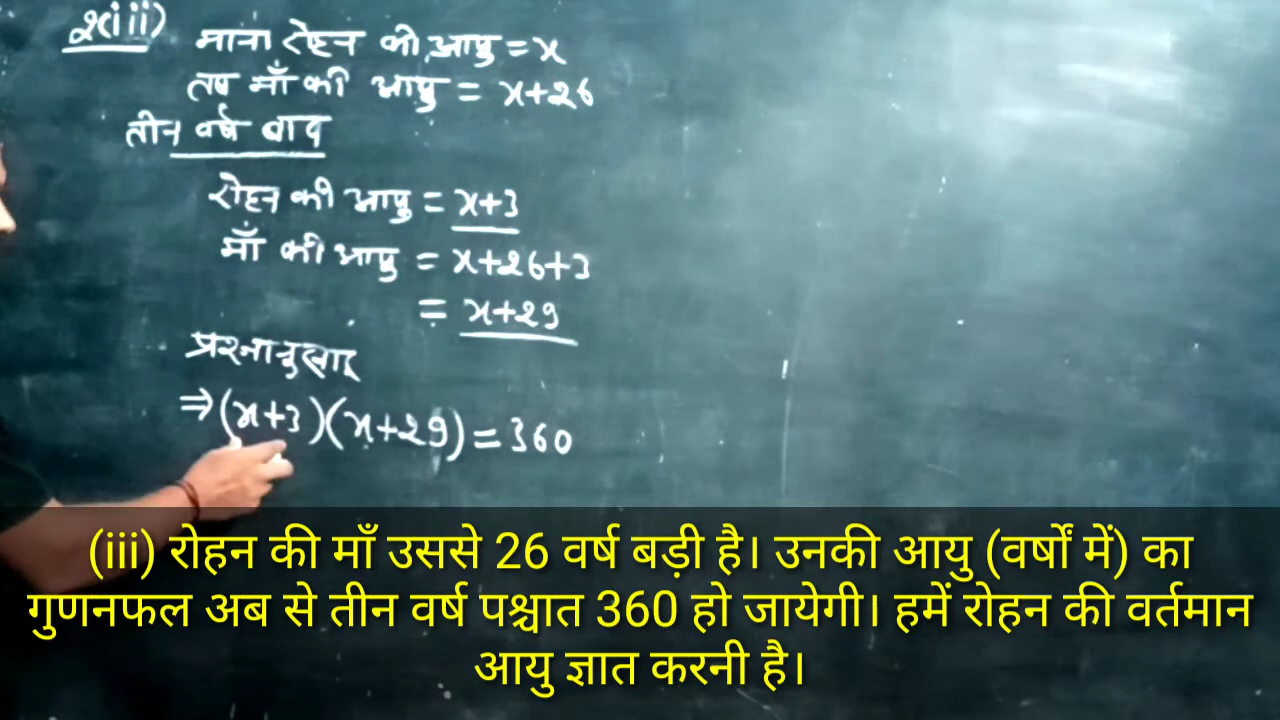 2(iii) माना रोहन की आयु = x
तब माँ की आयु = x+26
तीन वर्ष बाद
रोहन की आयु = x+3
माँ की आयु = x+26+3
= x+29
प्रश्नानुसार
⇒(x+3)(x+29)=360
(iii) रोहन की माँ उससे 26 वर्ष बड़ी है। उनकी आयु (वर्षों में) का
गुणनफल अब से तीन वर्ष पश्चात 360 हो जायेगी। हमें रोहन की वर्तमान
आयु ज्ञात करनी है।